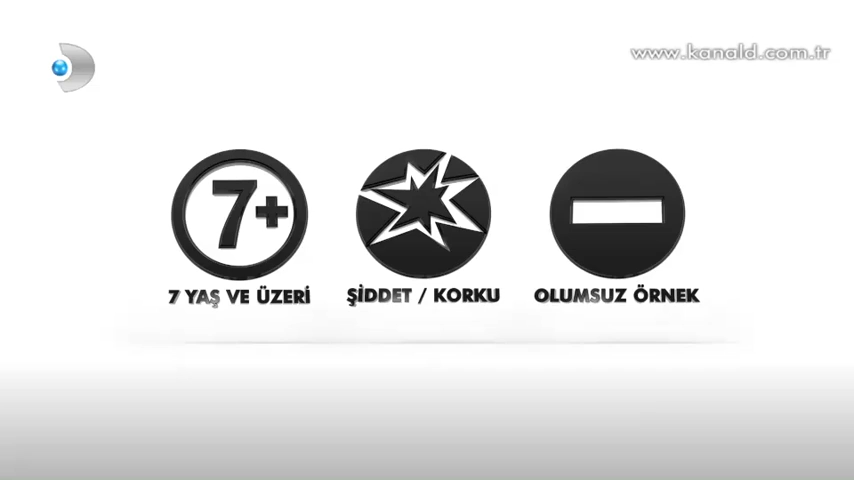 www.kanald.com.tr
7+
7 YAŞ VE ÜZERİ
ŞİDDET / KORKU
OLUMSUZ ÖRNEK